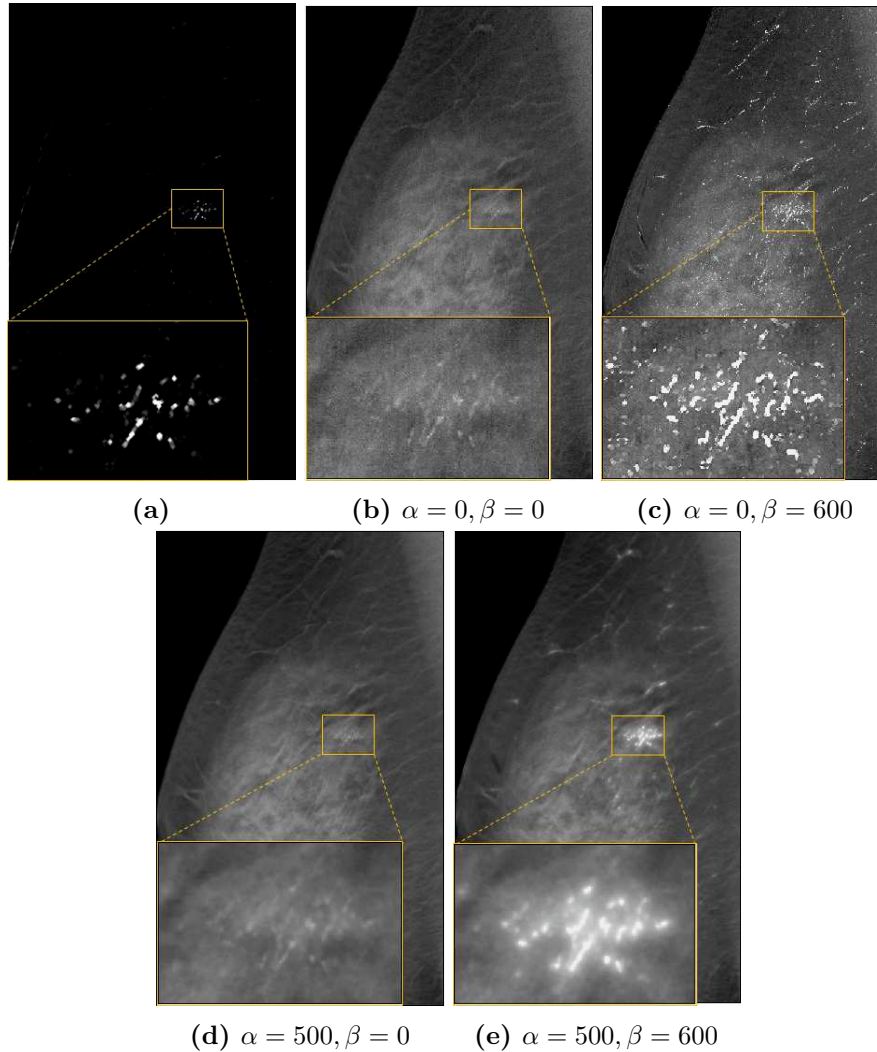 (a)
(b) α = 0, β = 0
(c) α = 0, β = 600
(d) α = 500, β = 0
(e) α = 500, β = 600